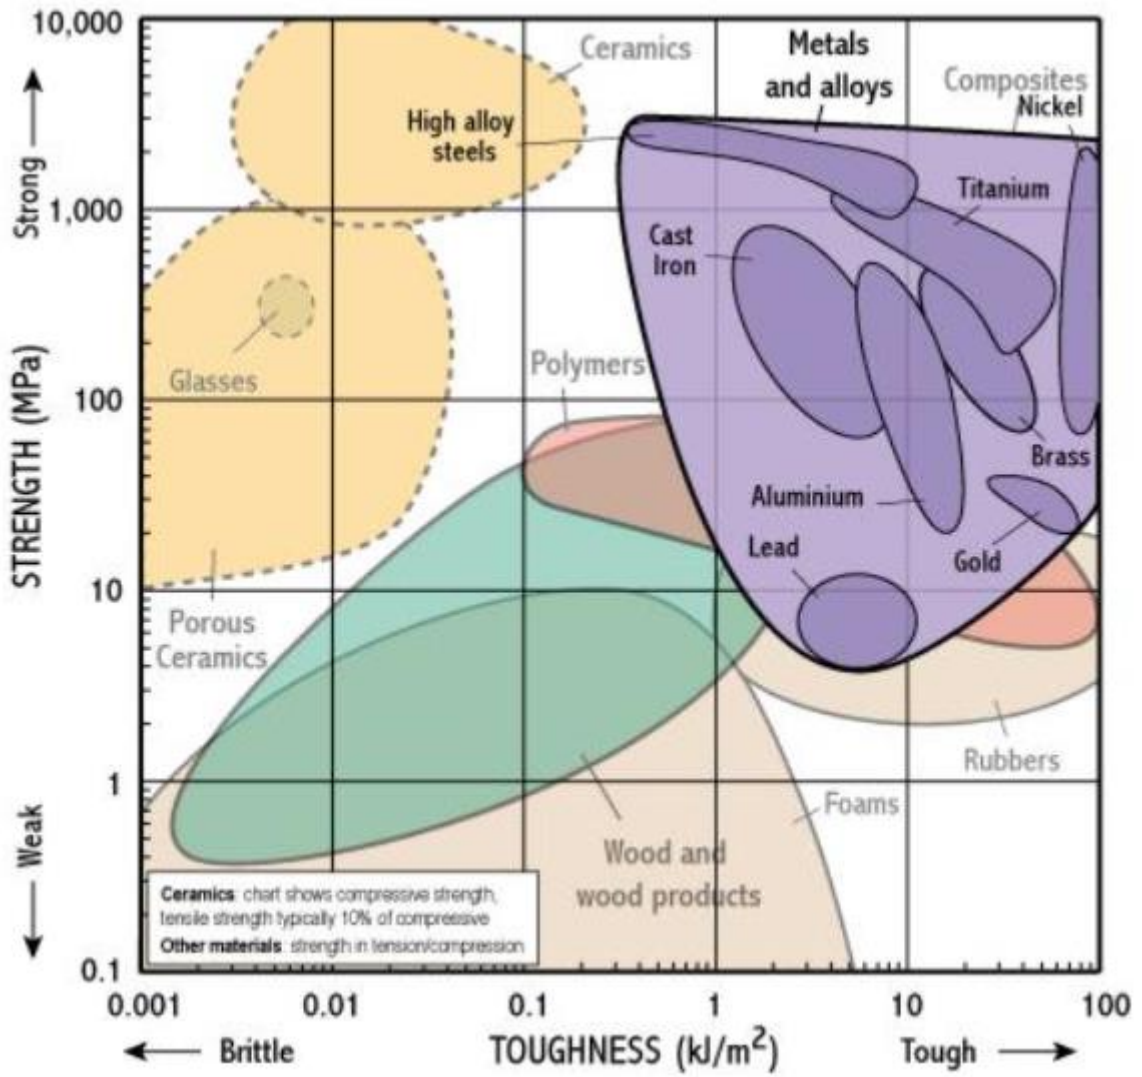 10,000
1,000
100
10
1
0.1
Strong
STRENGTH (MPa)
Weak
Ceramics
Metals
and alloys
Composites
Nickel
High alloy
steels
Titanium
Cast
Iron
Glasses
Polymers
Brass
Aluminium
Lead
Gold
Porous
Ceramics
Rubbers
Foams
Wood and
wood products
Ceramics: chart shows compressive strength,
tensile strength typically 10% of compressive
Other materials: strength in tension/compression
0.001 0.01 0.1 1 10 100
Brittle TOUGHNESS (kJ/m²) Tough